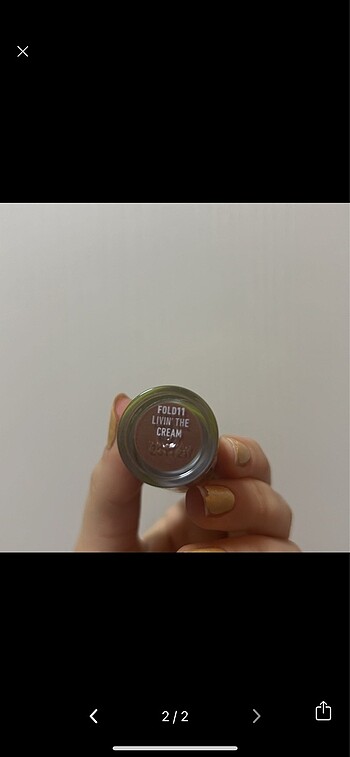 FOLD11
LIVIN' THE
CREAM
2/2